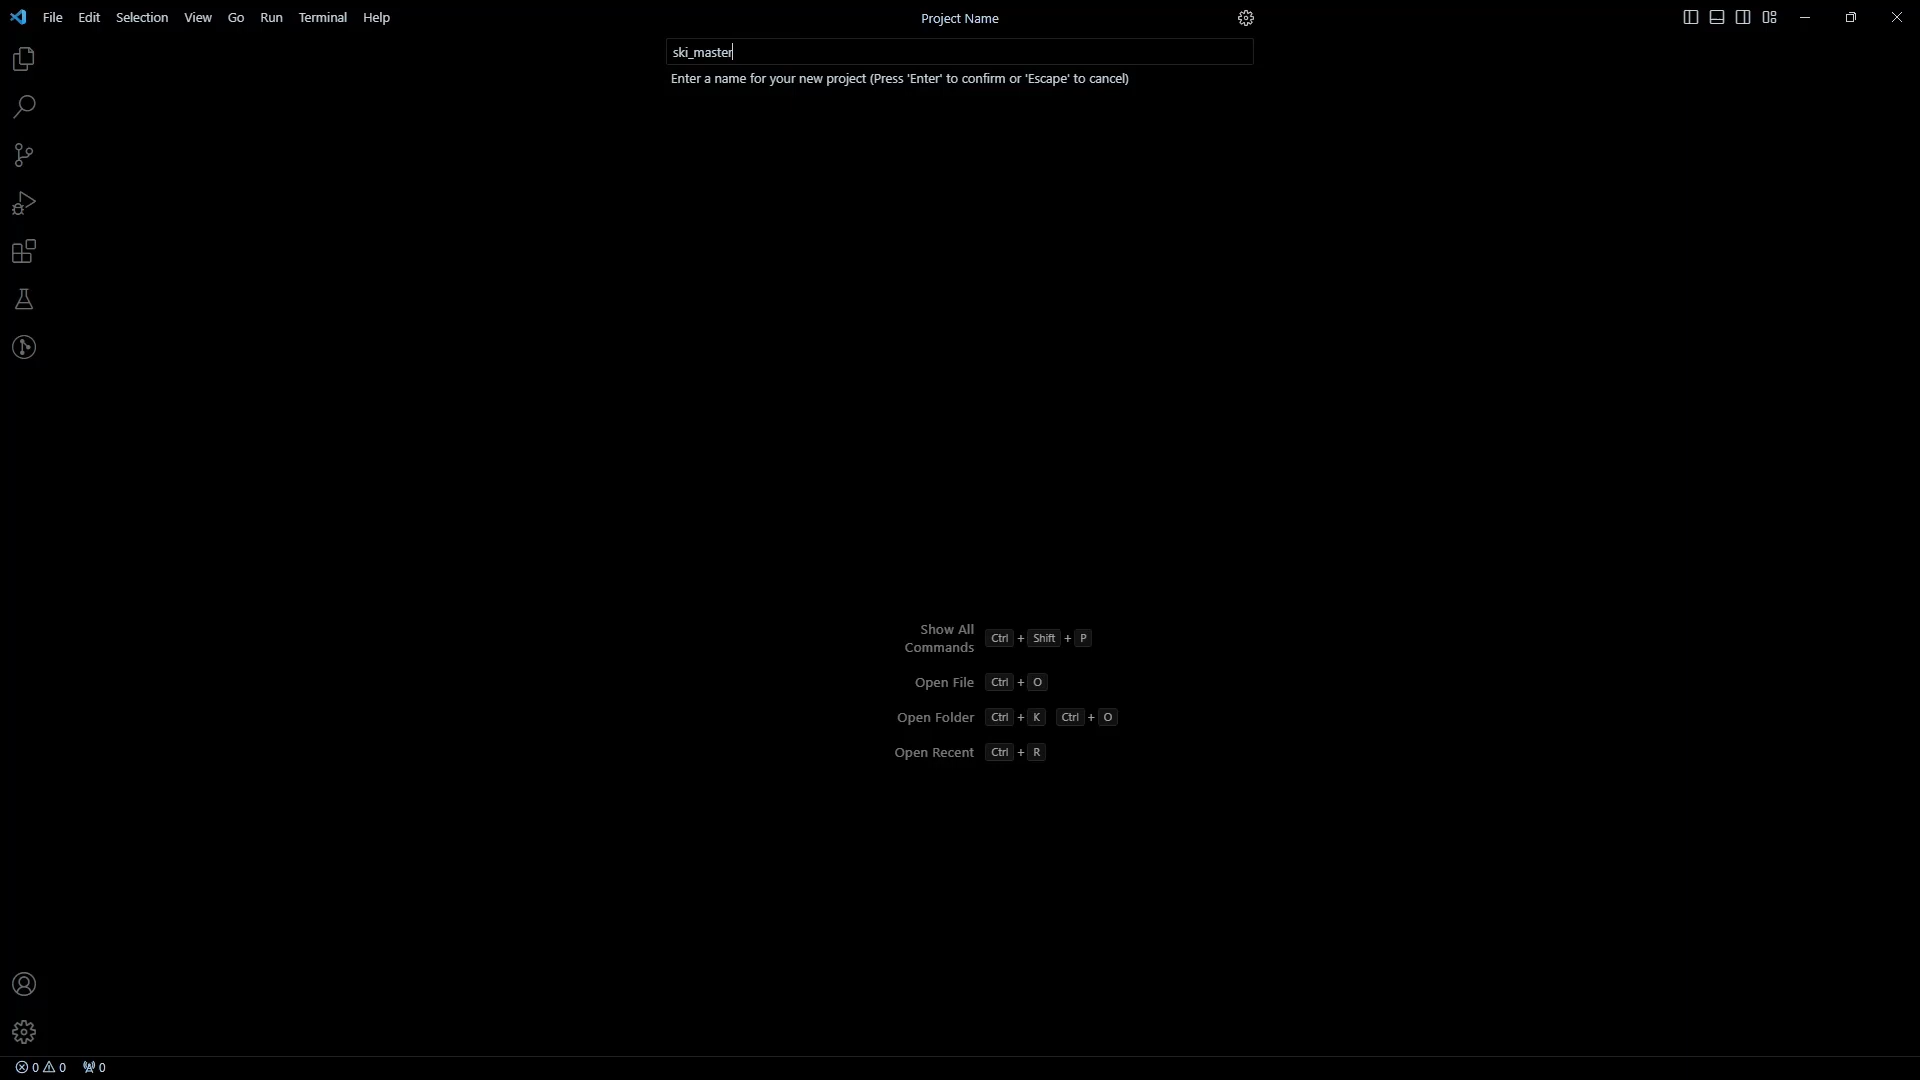 File Edit Selection View Go Run Terminal Help
Project Name
ski_master
Enter a name for your new project (Press 'Enter' to confirm or 'Escape' to cancel)
Show All
Commands Ctrl + Shift + P
Open File Ctrl + O
Open Folder Ctrl + K Ctrl + O
Open Recent Ctrl + R
0 0 0